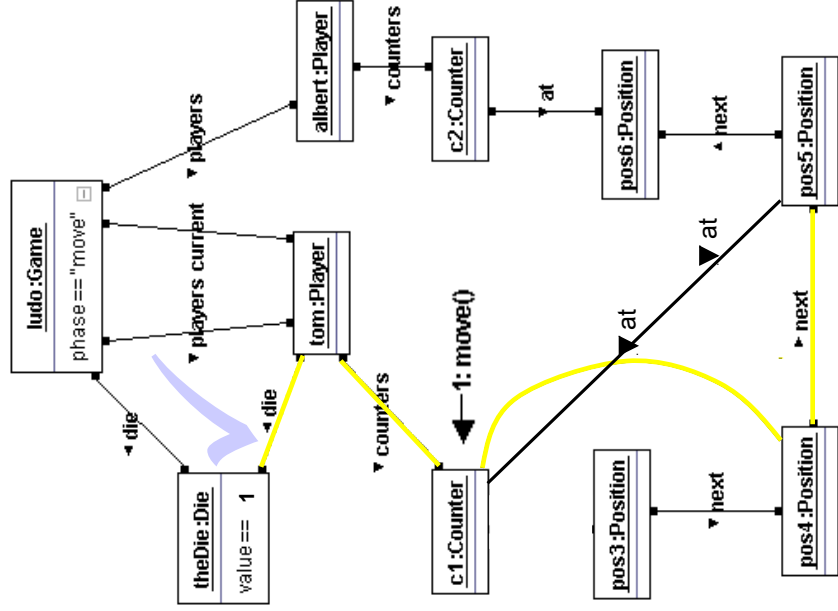 ludo :Game
phase == "move"
players
players
current
die
die
albert :Player
tom :Player
theDie :Die
value == 1
counters
counters
c2 :Counter
c1 :Counter
1: move()
at
at
at
pos6 :Position
pos3 :Position
next
next
next
pos5 :Position
pos4 :Position